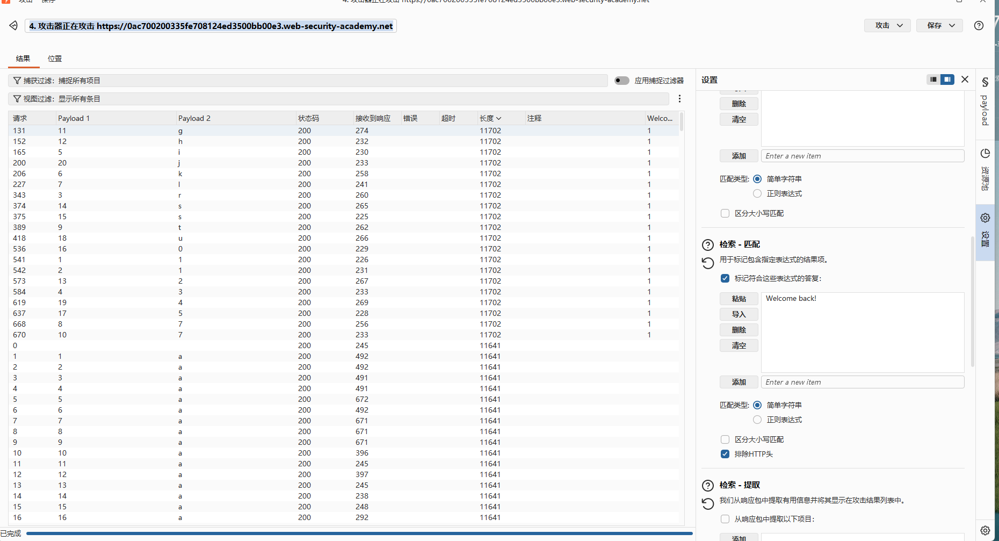 攻击 保存
4. 攻击器正在攻击 https://0ac700200335fe708124ed3500bb00e3.web-security-academy.net
4. 攻击器正在攻击 https://0ac700200335fe708124ed3500bb00e3.web-security-academy.net
攻击 保存
结果 位置
捕获过滤：捕捉所有项目 应用捕捉过滤器
视图过滤：显示所有条目
请求 Payload 1 Payload 2 状态码 接收到响应 错误 超时 长度 注释 Welco...
131 11 g 200 274 11702 1
152 12 h 200 232 11702 1
165 5 i 200 230 11702 1
200 20 j 200 233 11702 1
206 6 k 200 258 11702 1
227 7 l 200 241 11702 1
343 3 r 200 260 11702 1
374 14 s 200 265 11702 1
375 15 s 200 225 11702 1
389 9 t 200 262 11702 1
418 18 u 200 266 11702 1
536 16 0 200 229 11702 1
541 1 1 200 226 11702 1
542 2 1 200 231 11702 1
573 13 2 200 267 11702 1
584 4 3 200 233 11702 1
619 19 4 200 269 11702 1
637 17 5 200 228 11702 1
668 8 7 200 256 11702 1
670 10 7 200 233 11702 1
0 200 245 11641
1 1 a 200 492 11641
2 2 a 200 492 11641
3 3 a 200 491 11641
4 4 a 200 491 11641
5 5 a 200 672 11641
6 6 a 200 492 11641
7 7 a 200 671 11641
8 8 a 200 671 11641
9 9 a 200 671 11641
10 10 a 200 396 11641
11 11 a 200 245 11641
12 12 a 200 397 11641
13 13 a 200 245 11641
14 14 a 200 238 11641
15 15 a 200 248 11641
16 16 a 200 292 11641
已完成
设置
删除
清空
添加 Enter a new item
匹配类型: 简单字符串
正则表达式
区分大小写匹配
检索 - 匹配
用于标记包含指定表达式的结果项。
标记符合这些表达式的答复：
粘贴 Welcome back!
导入
删除
清空
添加 Enter a new item
匹配类型: 简单字符串
正则表达式
区分大小写匹配
排除HTTP头
检索 - 提取
我们从响应包中提取有用信息并将其显示在攻击结果列表中。
从响应包中提取以下项目：
添加
payload
资源池
设置